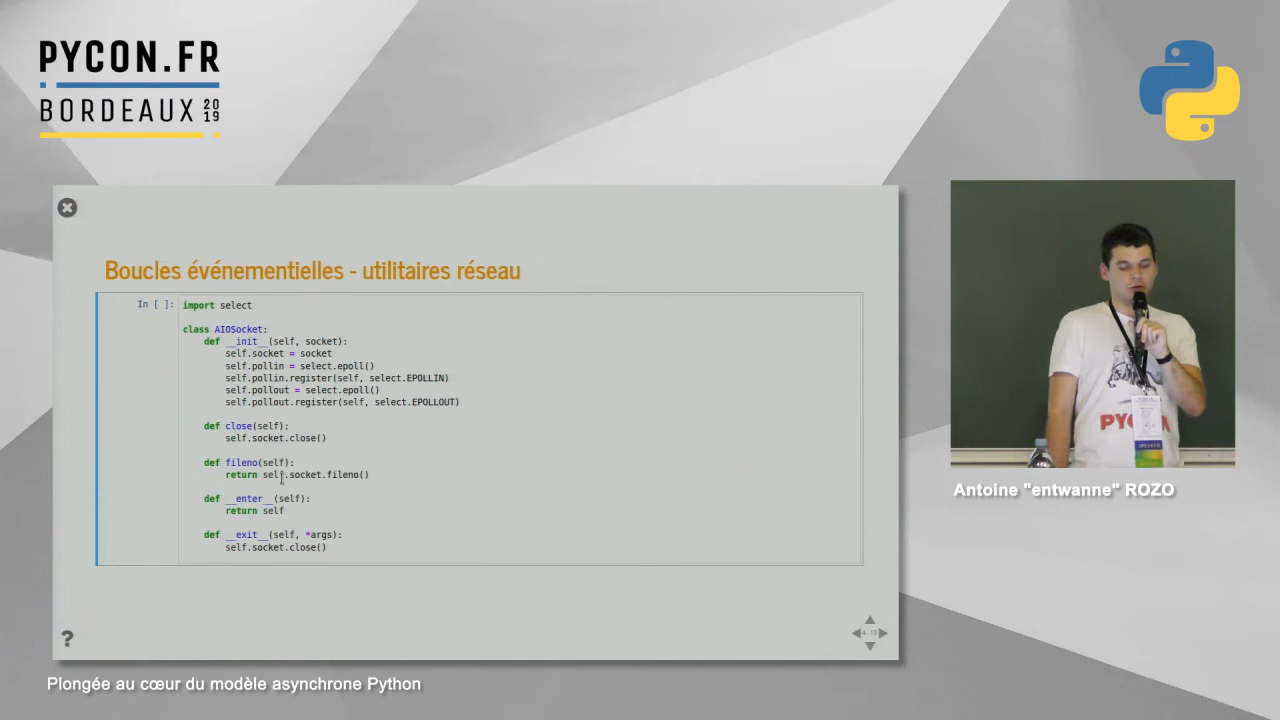 PYCON.FR
BORDEAUX 2019
Boucles événementielles - utilitaires réseau
In [ ]:
import select
class AIOSocket:
def __init__(self, socket):
self.socket = socket
self.pollin = select.epoll()
self.pollin.register(self, select.EPOLLIN)
self.pollout = select.epoll()
self.pollout.register(self, select.EPOLLOUT)
def close(self):
self.socket.close()
def fileno(self):
return self.socket.fileno()
def __enter__(self):
return self
def __exit__(self, *args):
self.socket.close()
?
PYCON
Antoine "entwanne" ROZO
Plongée au cœur du modèle asynchrone Python